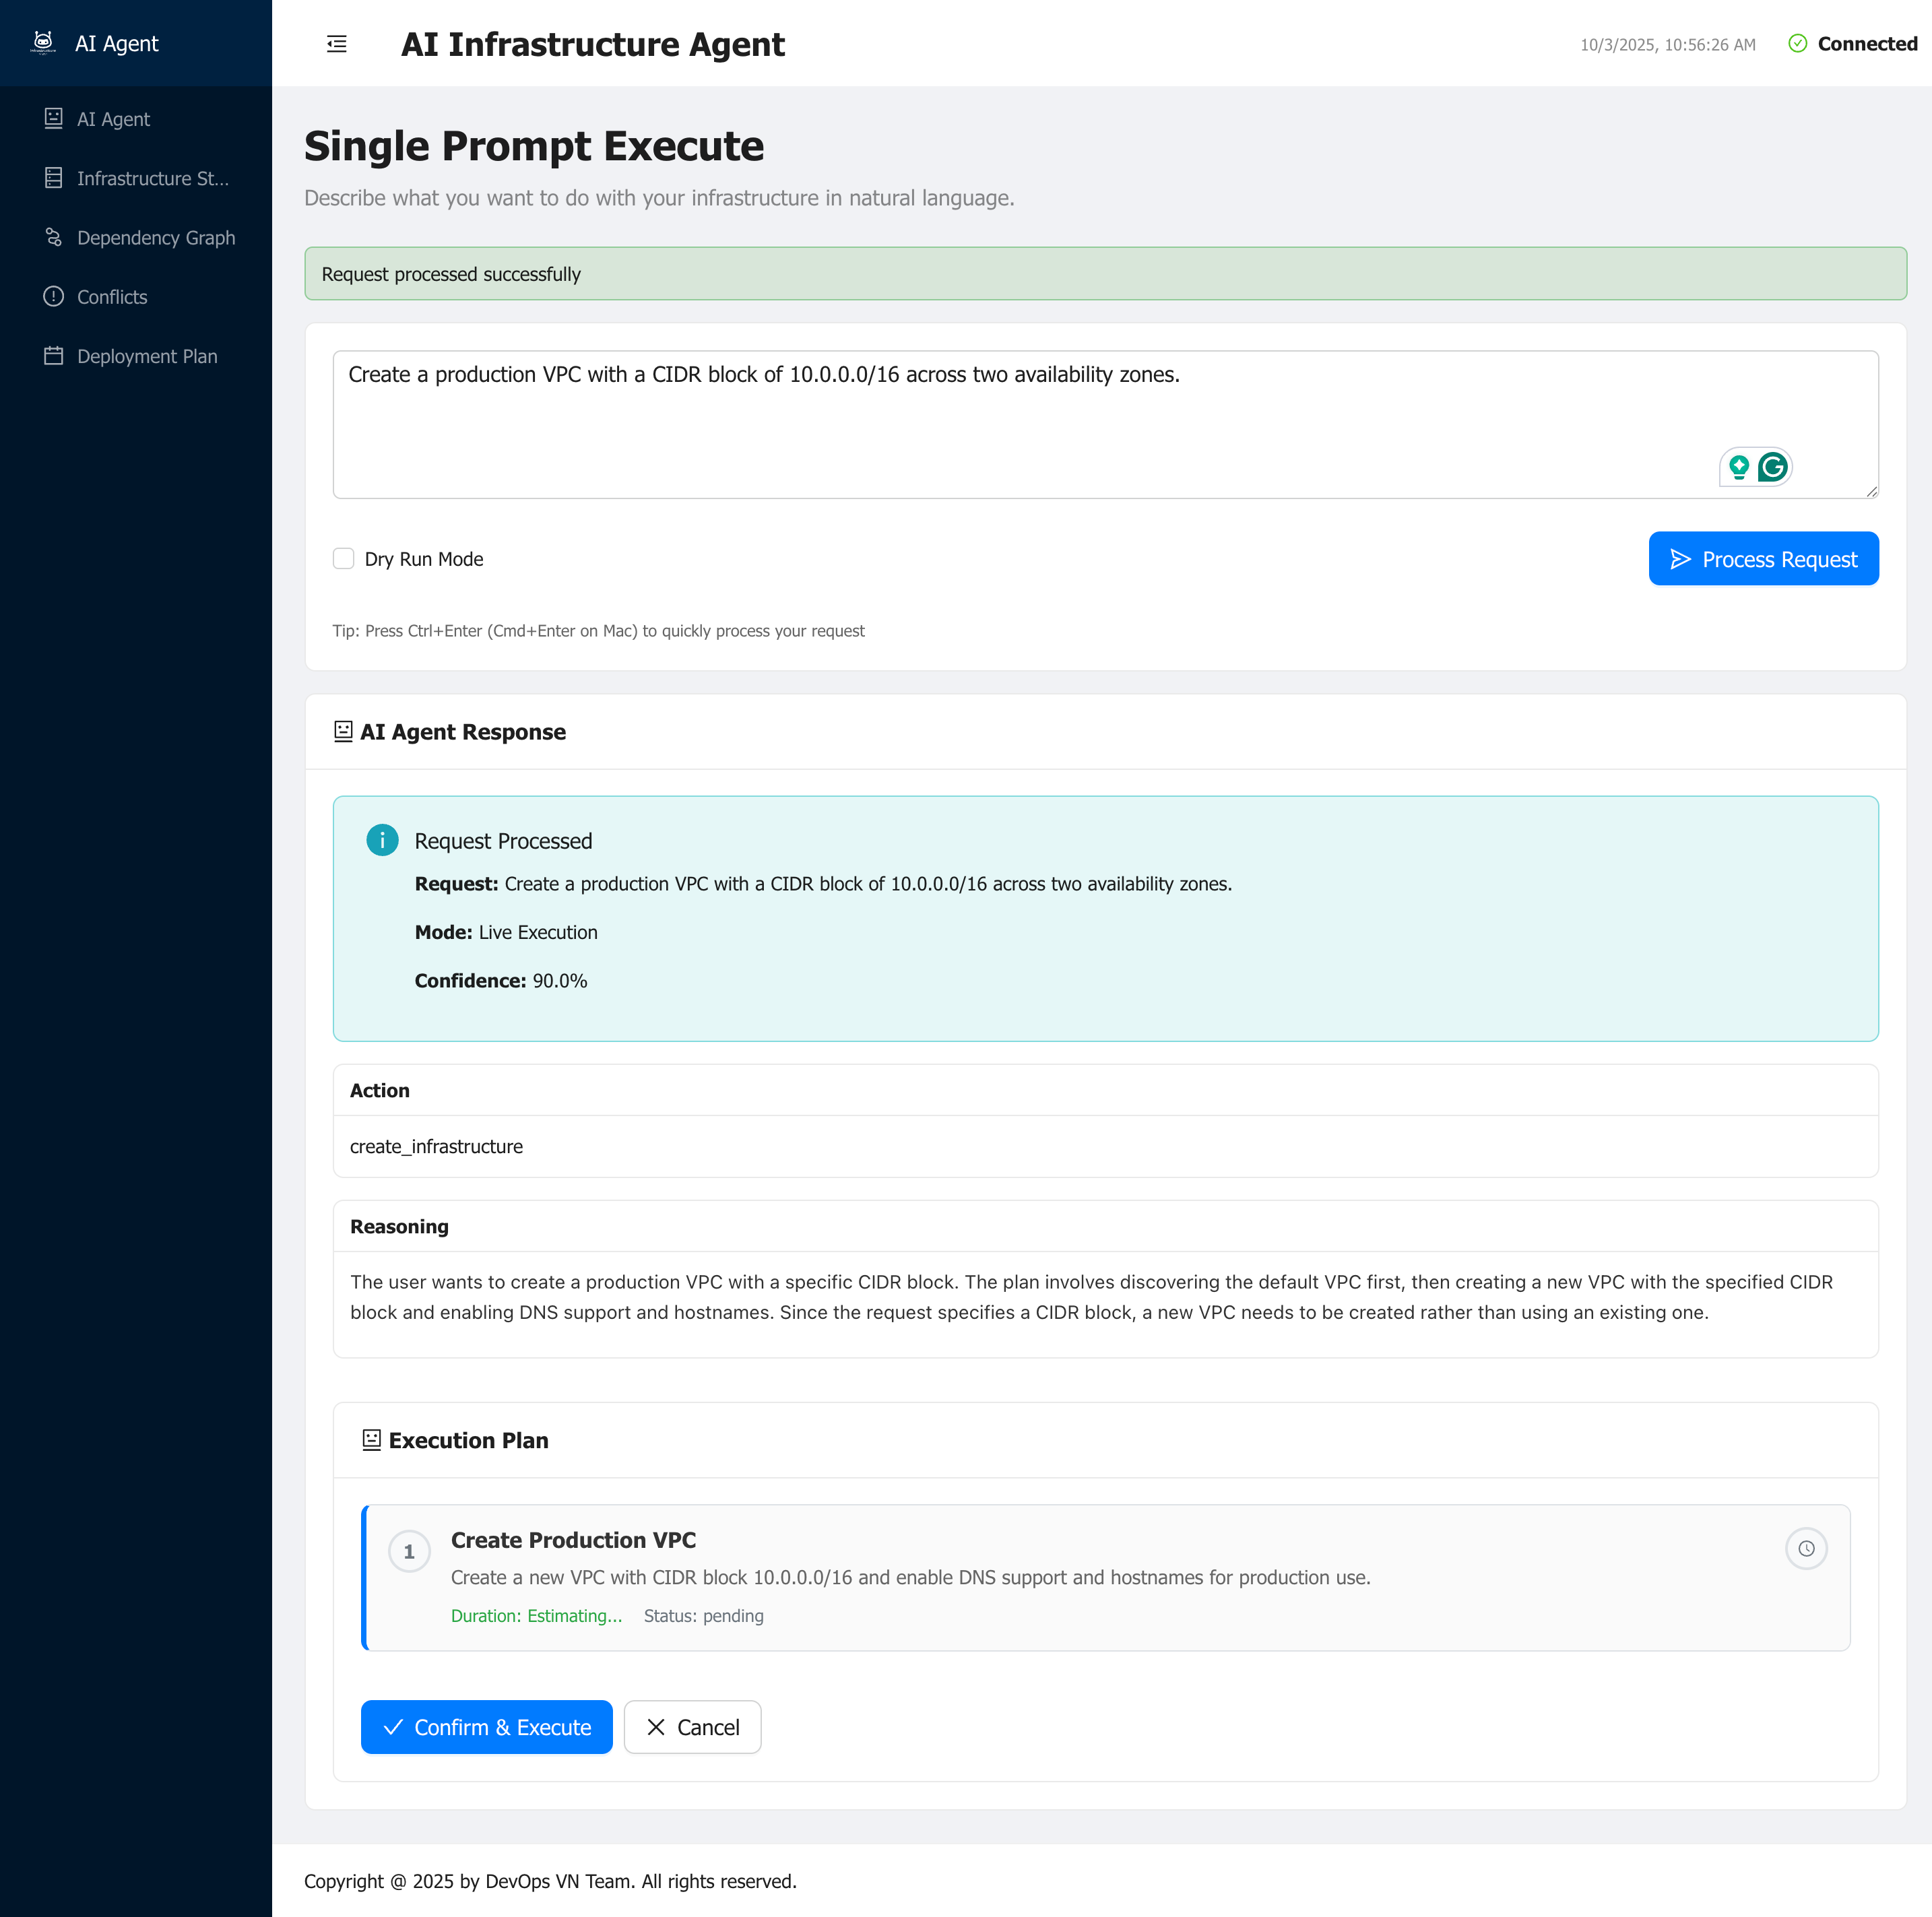 AI Agent
AI Infrastructure Agent
10/3/2025, 10:56:26 AM
Connected
AI Agent
Infrastructure St...
Dependency Graph
Conflicts
Deployment Plan
Single Prompt Execute
Describe what you want to do with your infrastructure in natural language.
Request processed successfully
Create a production VPC with a CIDR block of 10.0.0.0/16 across two availability zones.
Dry Run Mode
Process Request
Tip: Press Ctrl+Enter (Cmd+Enter on Mac) to quickly process your request
AI Agent Response
Request Processed
Request: Create a production VPC with a CIDR block of 10.0.0.0/16 across two availability zones.
Mode: Live Execution
Confidence: 90.0%
Action
create_infrastructure
Reasoning
The user wants to create a production VPC with a specific CIDR block. The plan involves discovering the default VPC first, then creating a new VPC with the specified CIDR
block and enabling DNS support and hostnames. Since the request specifies a CIDR block, a new VPC needs to be created rather than using an existing one.
Execution Plan
1
Create Production VPC
Create a new VPC with CIDR block 10.0.0.0/16 and enable DNS support and hostnames for production use.
Duration: Estimating... Status: pending
Confirm & Execute
Cancel
Copyright @ 2025 by DevOps VN Team. All rights reserved.